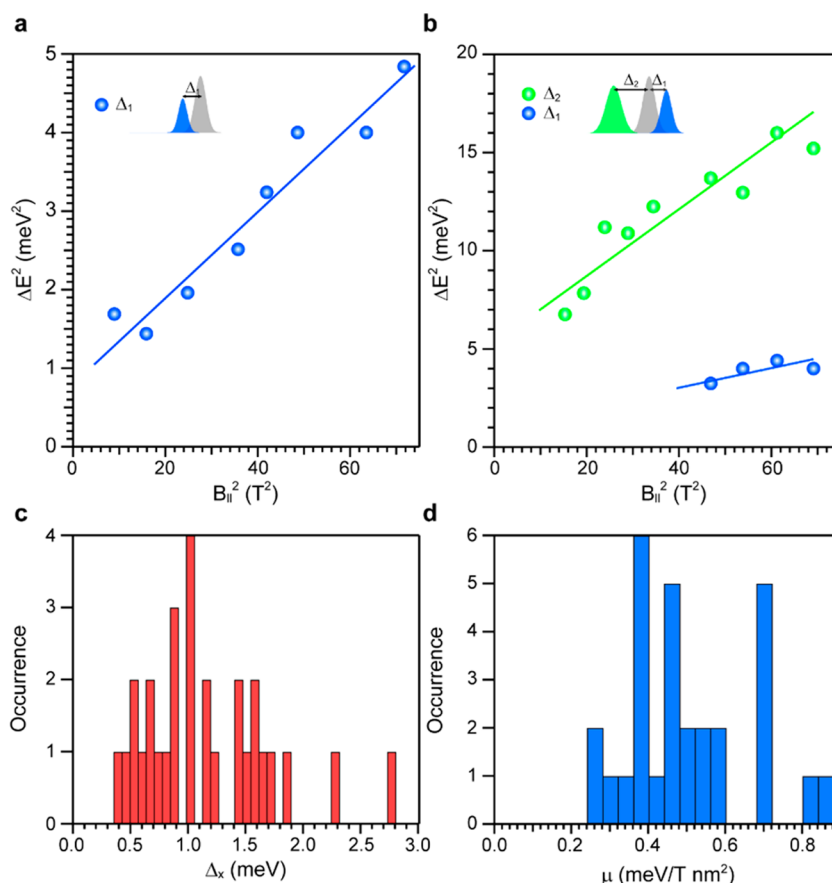 a
b
5
4
3
2
1
0
ΔE² (meV²)
Δ₁
Δ₁
0
20
40
60
B_||² (T²)
20
15
10
5
0
ΔE² (meV²)
Δ₂
Δ₁
Δ₂
Δ₁
0
20
40
60
B_||² (T²)
c
d
4
3
2
1
0
Occurrence
0.0
0.5
1.0
1.5
2.0
2.5
3.0
Δₓ (meV)
6
5
4
3
2
1
0
Occurrence
0.0
0.2
0.4
0.6
0.8
μ (meV/T nm²)